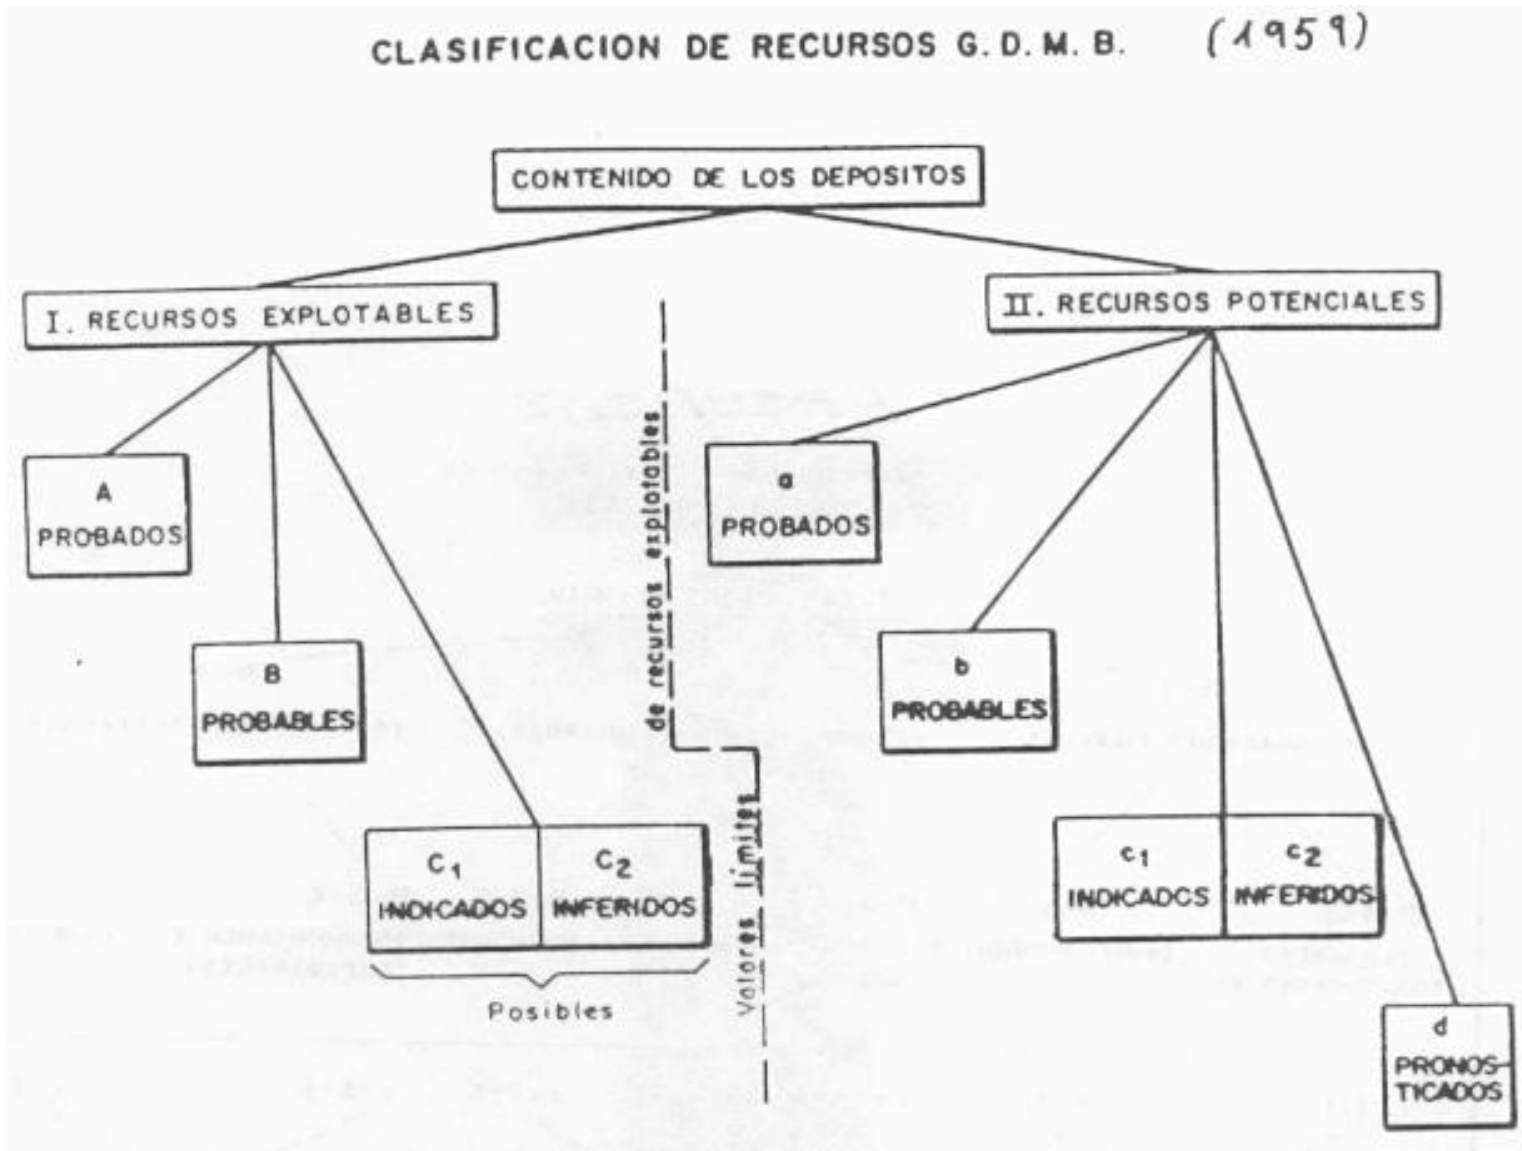 CLASIFICACION DE RECURSOS G. D. M. B. (1959)
CONTENIDO DE LOS DEPOSITOS
I. RECURSOS EXPLOTABLES
II. RECURSOS POTENCIALES
A
PROBADOS
B
PROBABLES
C1
INDICADOS
C2
INFERIDOS
Posibles
Valores límites de recursos explotables
a
PROBADOS
b
PROBABLES
c1
INDICADOS
c2
INFERIDOS
d
PRONOS-
TICADOS